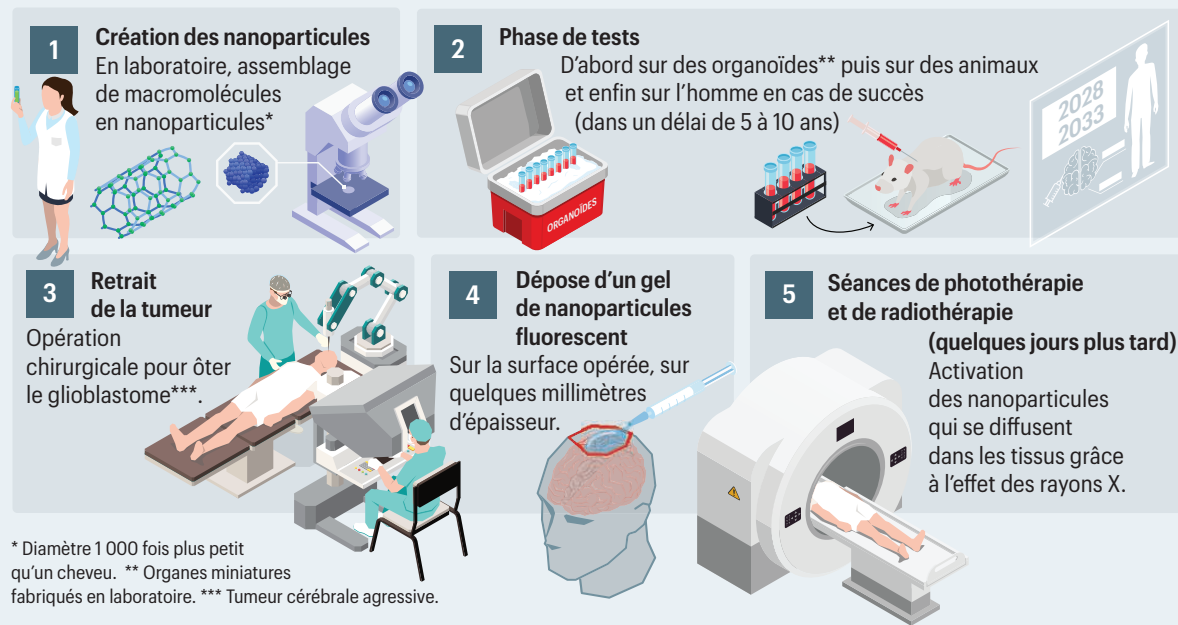 1
Création des nanoparticules
En laboratoire, assemblage
de macromolécules
en nanoparticules*
2
Phase de tests
D'abord sur des organoïdes** puis sur des animaux
et enfin sur l'homme en cas de succès
(dans un délai de 5 à 10 ans)
ORGANOÏDES
2028
2033
3
Retrait
de la tumeur
Opération
chirurgicale pour ôter
le glioblastome***.
4
Dépose d'un gel
de nanoparticules
fluorescent
Sur la surface opérée, sur
quelques millimètres
d'épaisseur.
5
Séances de photothérapie
et de radiothérapie
(quelques jours plus tard)
Activation
des nanoparticules
qui se diffusent
dans les tissus grâce
à l'effet des rayons X.
* Diamètre 1 000 fois plus petit
qu'un cheveu. ** Organes miniatures
fabriqués en laboratoire. *** Tumeur cérébrale agressive.